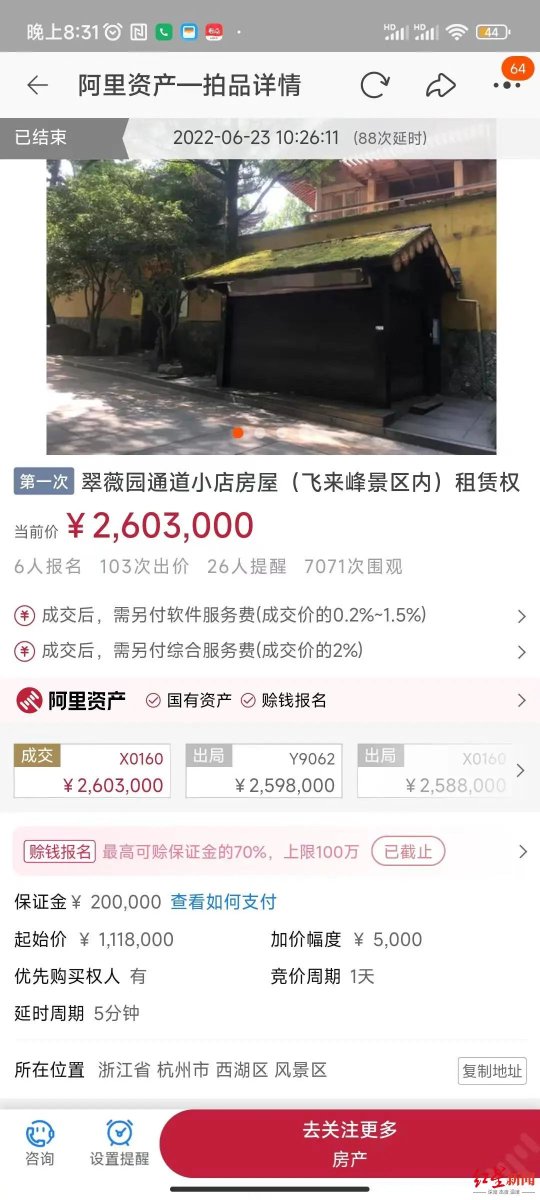 晚上8:31
HD HD 44
阿里资产—拍品详情
64
已结束 2022-06-23 10:26:11 (88次延时)
第一次 翠薇园通道小店房屋（飞来峰景区内）租赁权
当前价 ¥2,603,000
6人报名 103次出价 26人提醒 7071次围观
成交后，需另付软件服务费(成交价的0.2%~1.5%)
成交后，需另付综合服务费(成交价的2%)
阿里资产 国有资产 赊钱报名
成交 X0160 出局 Y9062 出局 X0160
¥2,603,000 ¥2,598,000 ¥2,588,000
赊钱报名 最高可赊保证金的70%，上限100万 已截止
保证金 ¥ 200,000 查看如何支付
起始价 ¥ 1,118,000 加价幅度 ¥ 5,000
优先购买权人 有 竞价周期 1天
延时周期 5分钟
所在位置 浙江省 杭州市 西湖区 风景区 复制地址
咨询 设置提醒 去关注更多
房产
红星新闻